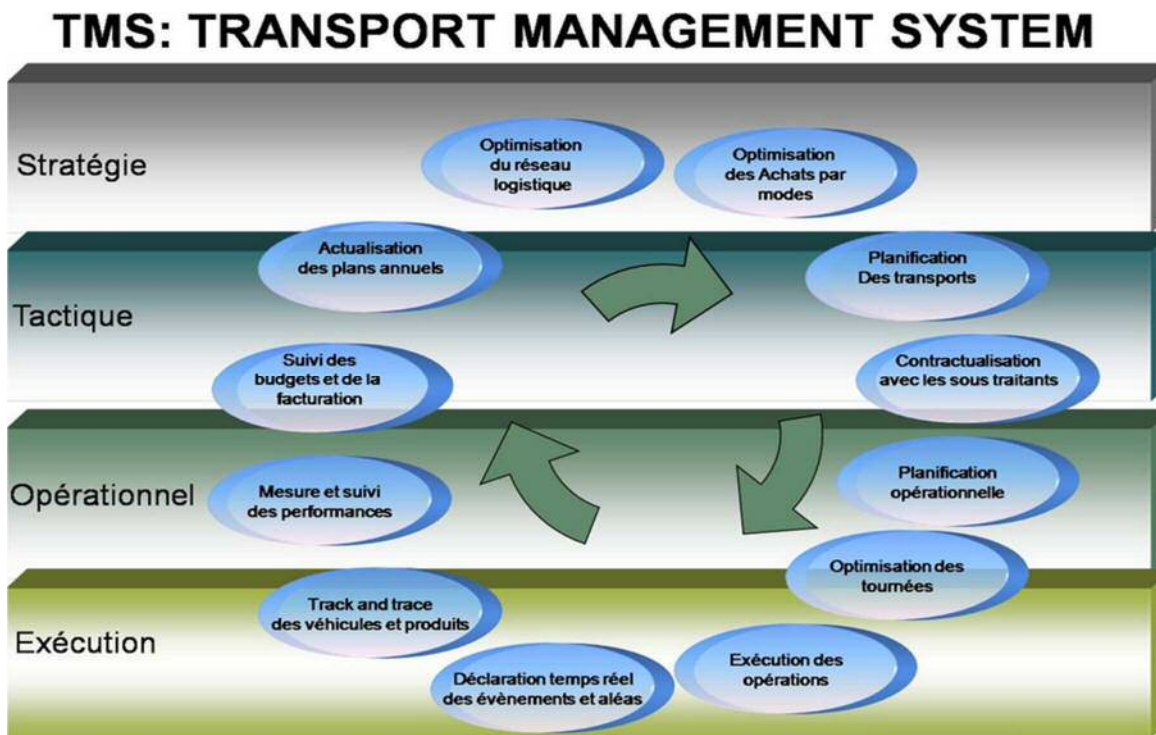 TMS: TRANSPORT MANAGEMENT SYSTEM
Stratégie
Optimisation
du réseau
logistique
Optimisation
des Achats par
modes
Tactique
Actualisation
des plans annuels
Planification
Des transports
Suivi des
budgets et de la
facturation
Contractualisation
avec les sous traitants
Opérationnel
Mesure et suivi
des performances
Planification
opérationnelle
Optimisation des
tournées
Exécution
Track and trace
des véhicules et produits
Déclaration temps réel
des évènements et aléas
Exécution des
opérations